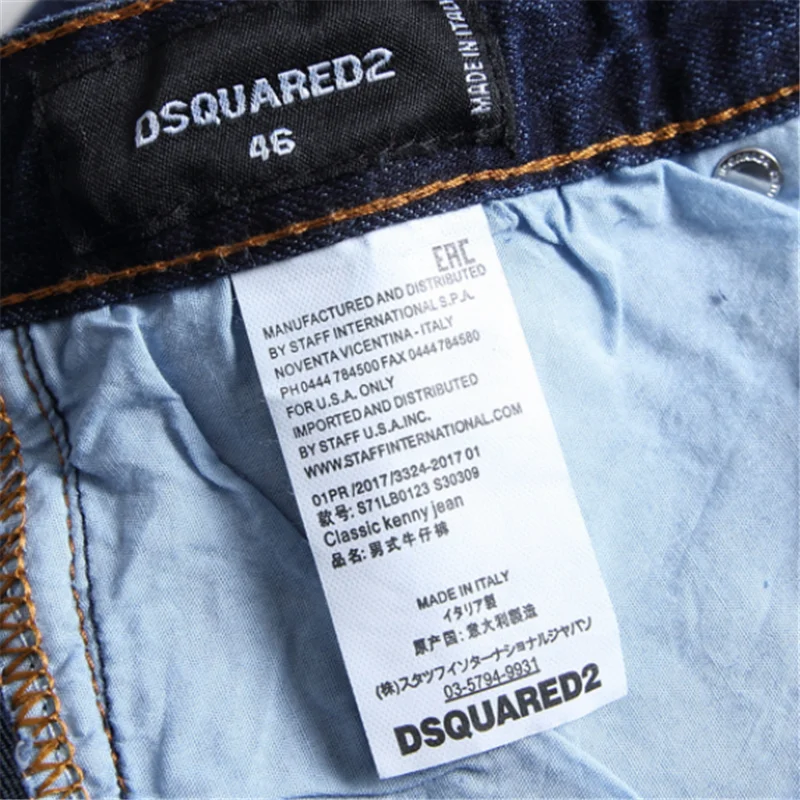 DSQUARED2
46
MADE IN ITALY
EAC
MANUFACTURED AND DISTRIBUTED
BY STAFF INTERNATIONAL S.P.A.
NOVENTA VICENTINA - ITALY
PH 0444 784500 FAX 0444 784580
FOR U.S.A. ONLY
IMPORTED AND DISTRIBUTED
BY STAFF U.S.A.INC.
WWW.STAFFINTERNATIONAL.COM
01PR/2017/3324-2017 01
款号: S71LB0123 S30309
Classic kenny jean
品名: 男式牛仔裤
MADE IN ITALY
イタリア製
原产国: 意大利製造
(株)スタッフインターナショナルジャパン
03-5794-9931
DSQUARED2